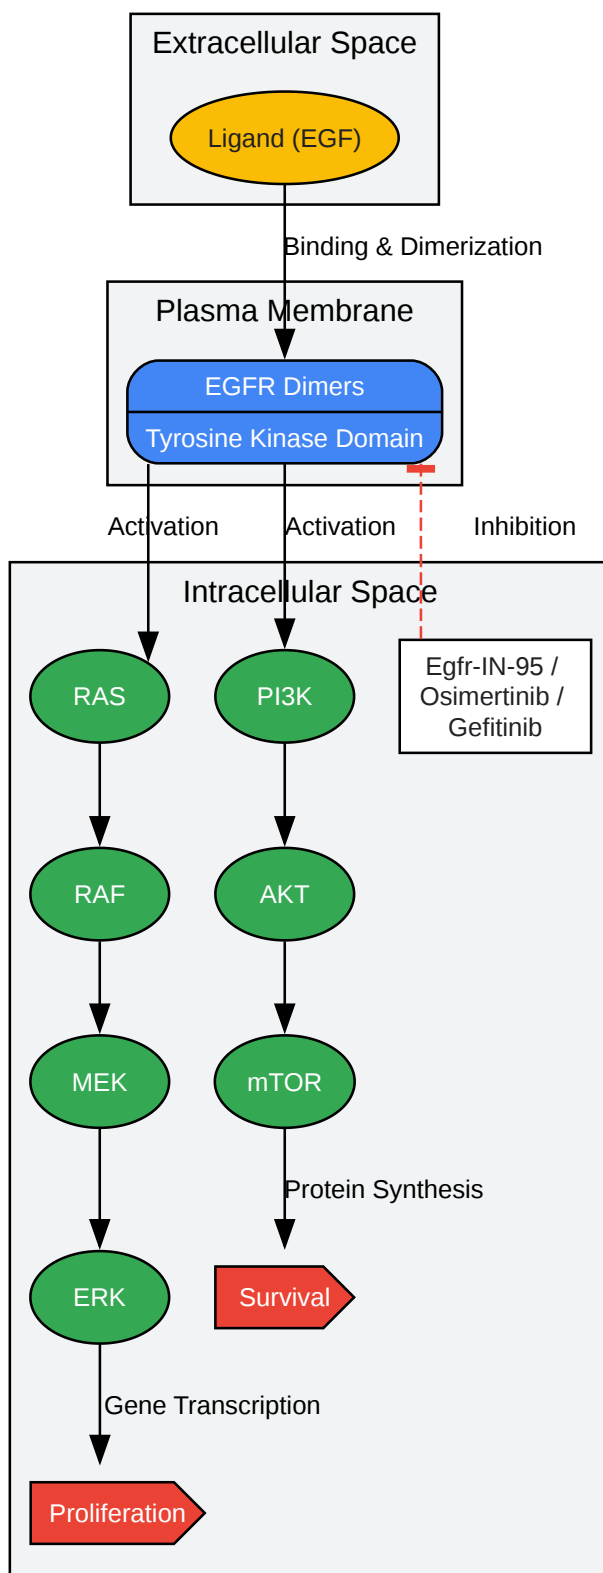 Extracellular Space
Ligand (EGF)
Binding & Dimerization
Plasma Membrane
EGFR Dimers
Tyrosine Kinase Domain
Activation
Activation
Inhibition
Intracellular Space
RAS
PI3K
Egfr-IN-95 /
Osimertinib /
Gefitinib
RAF
AKT
MEK
mTOR
Protein Synthesis
ERK
Survival
Gene Transcription
Proliferation